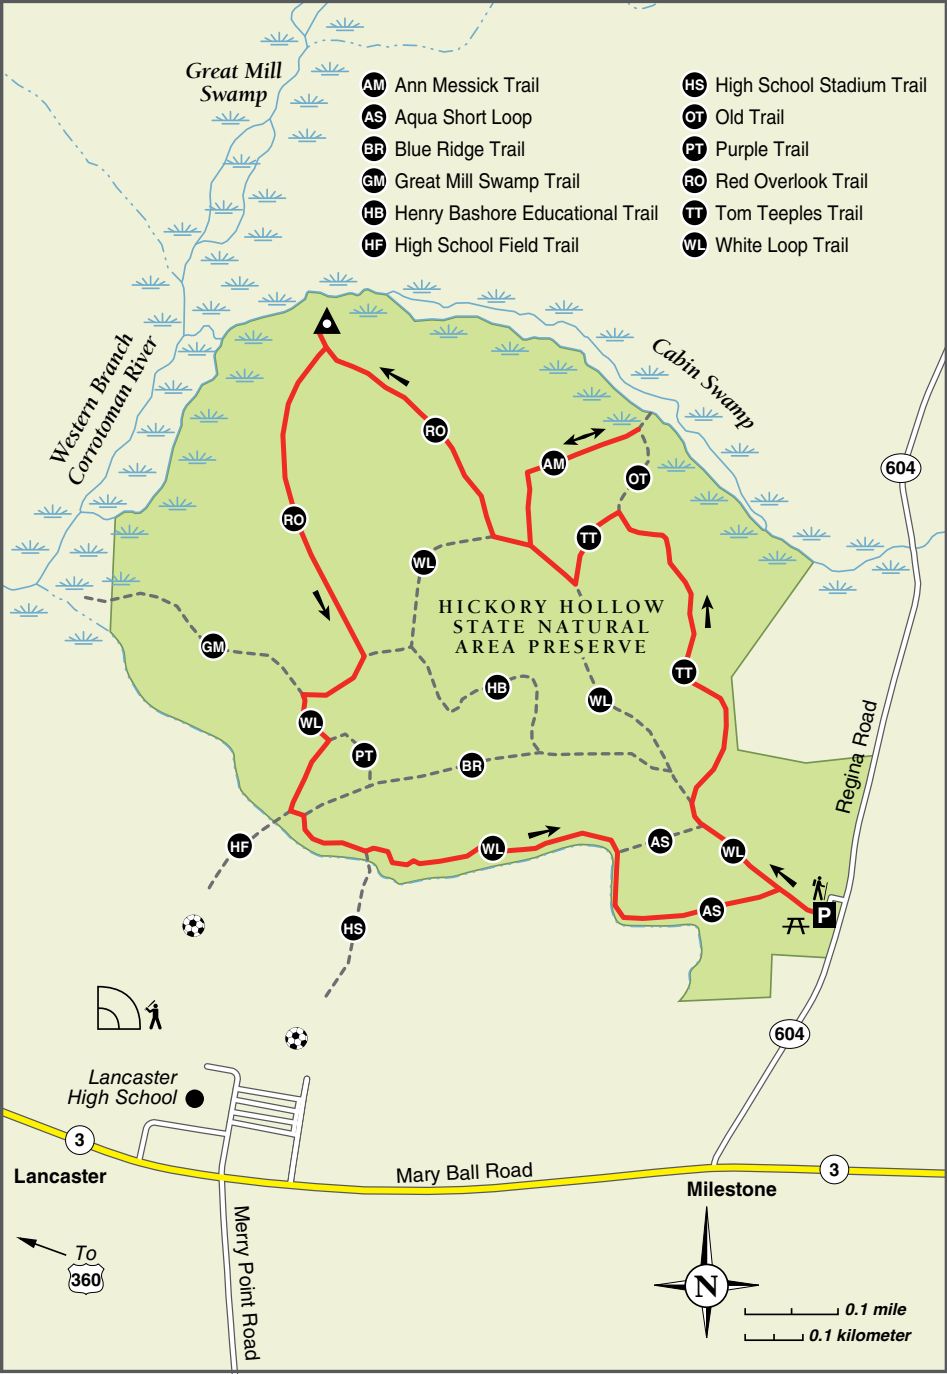 Great Mill
Swamp
AM Ann Messick Trail
AS Aqua Short Loop
BR Blue Ridge Trail
GM Great Mill Swamp Trail
HB Henry Bashore Educational Trail
HF High School Field Trail
HS High School Stadium Trail
OT Old Trail
PT Purple Trail
RO Red Overlook Trail
TT Tom Teeples Trail
WL White Loop Trail
Western Branch
Corrotoman River
Cabin Swamp
RO
AM
604
OT
RO
TT
WL
HICKORY HOLLOW
STATE NATURAL
AREA PRESERVE
GM
TT
HB
WL
WL
PT
BR
Regina Road
HF
WL
AS
WL
AS
P
HS
604
Lancaster
High School
3
Lancaster
Mary Ball Road
3
Milestone
Merry Point Road
To
360
N
0.1 mile
0.1 kilometer